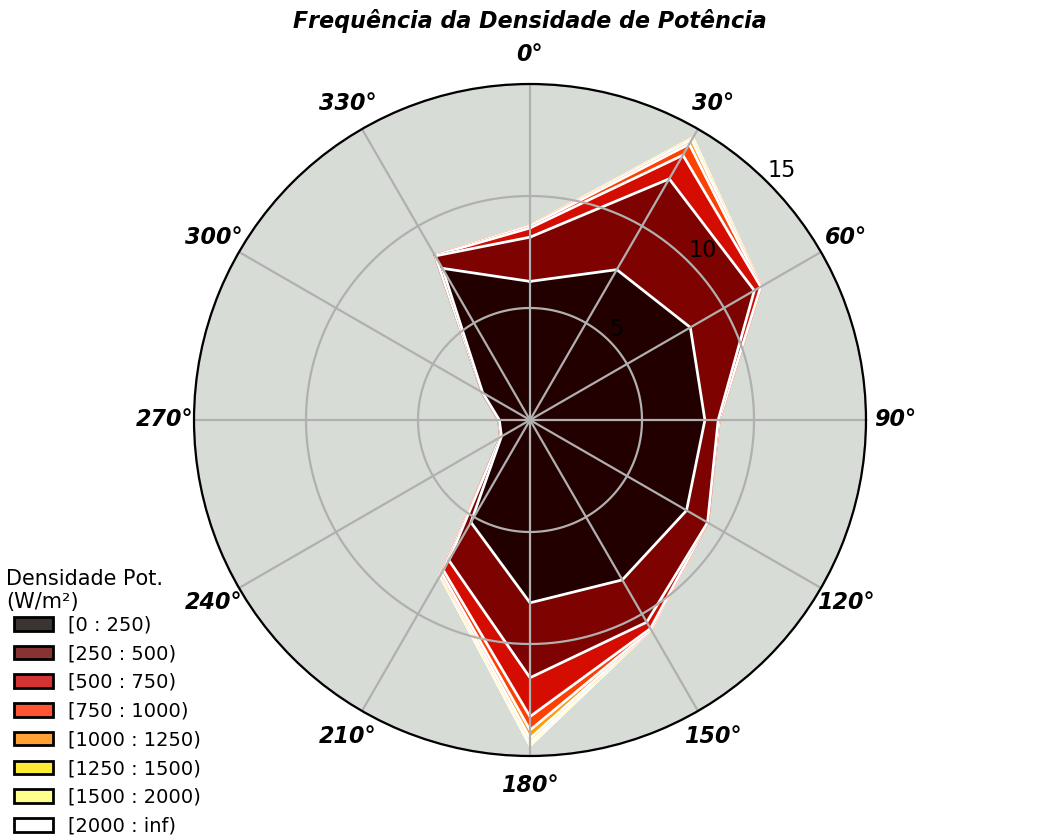 Frequência da Densidade de Potência
0°
330°
30°
15
300°
60°
10
5
270°
90°
240°
120°
210°
150°
180°
Densidade Pot.
(W/m²)
[0 : 250)
[250 : 500)
[500 : 750)
[750 : 1000)
[1000 : 1250)
[1250 : 1500)
[1500 : 2000)
[2000 : inf)